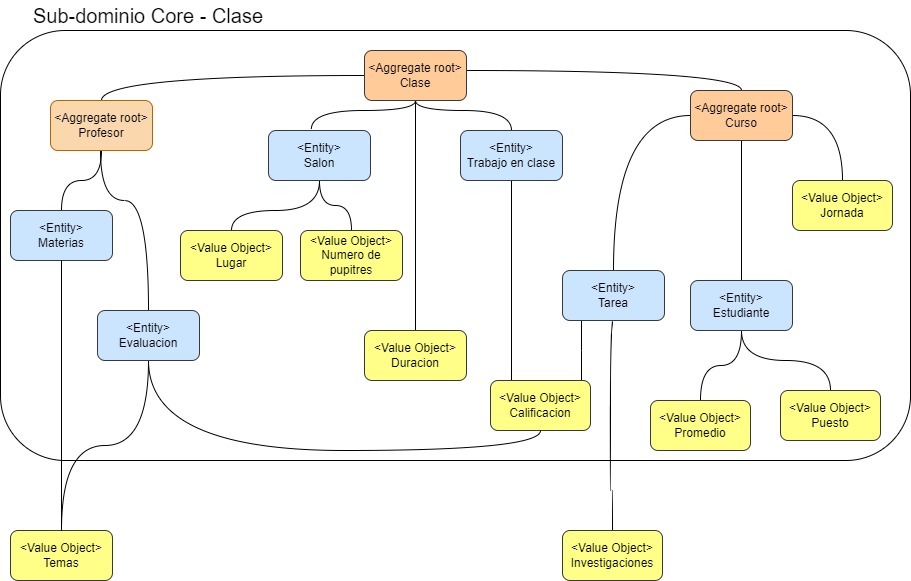 Sub-dominio Core - Clase
<Aggregate root>
Clase
<Aggregate root>
Profesor
<Aggregate root>
Curso
<Entity>
Salon
<Entity>
Trabajo en clase
<Value Object>
Jornada
<Entity>
Materias
<Value Object>
Lugar
<Value Object>
Numero de
pupitres
<Entity>
Tarea
<Entity>
Estudiante
<Entity>
Evaluacion
<Value Object>
Duracion
<Value Object>
Calificacion
<Value Object>
Promedio
<Value Object>
Puesto
<Value Object>
Temas
<Value Object>
Investigaciones